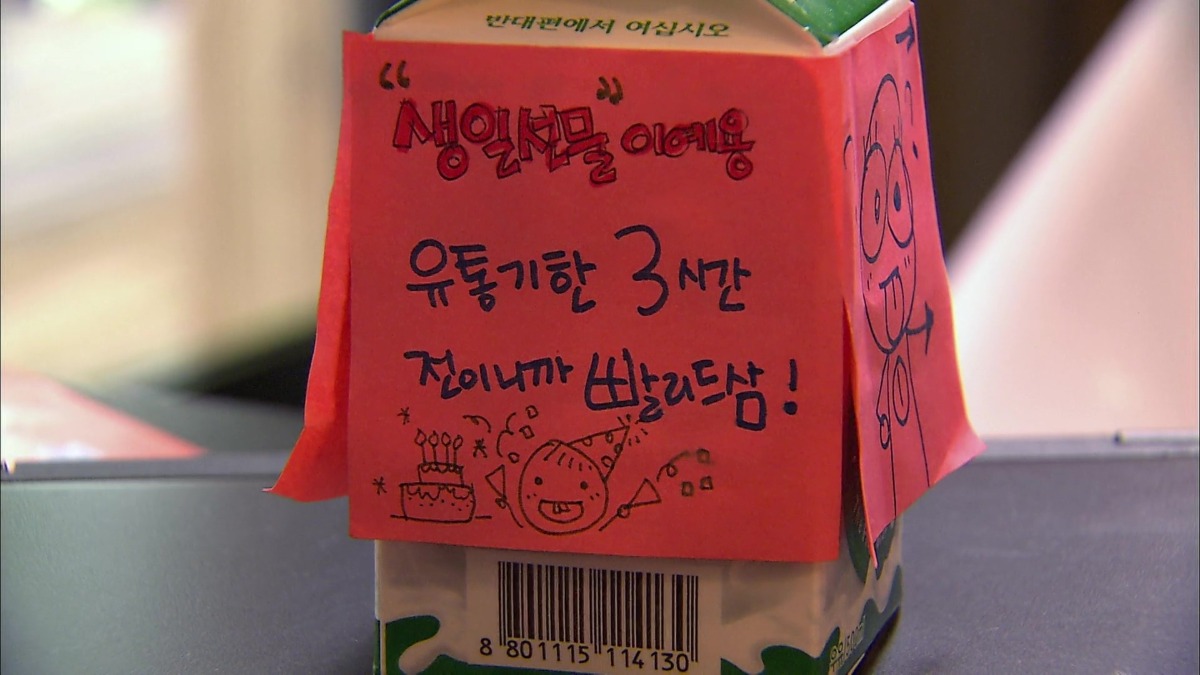 반대편에서 여십시오
“생일선물” 이예용
유통기한 3시간
전이니까 빨리드삼!
8 801115 114130